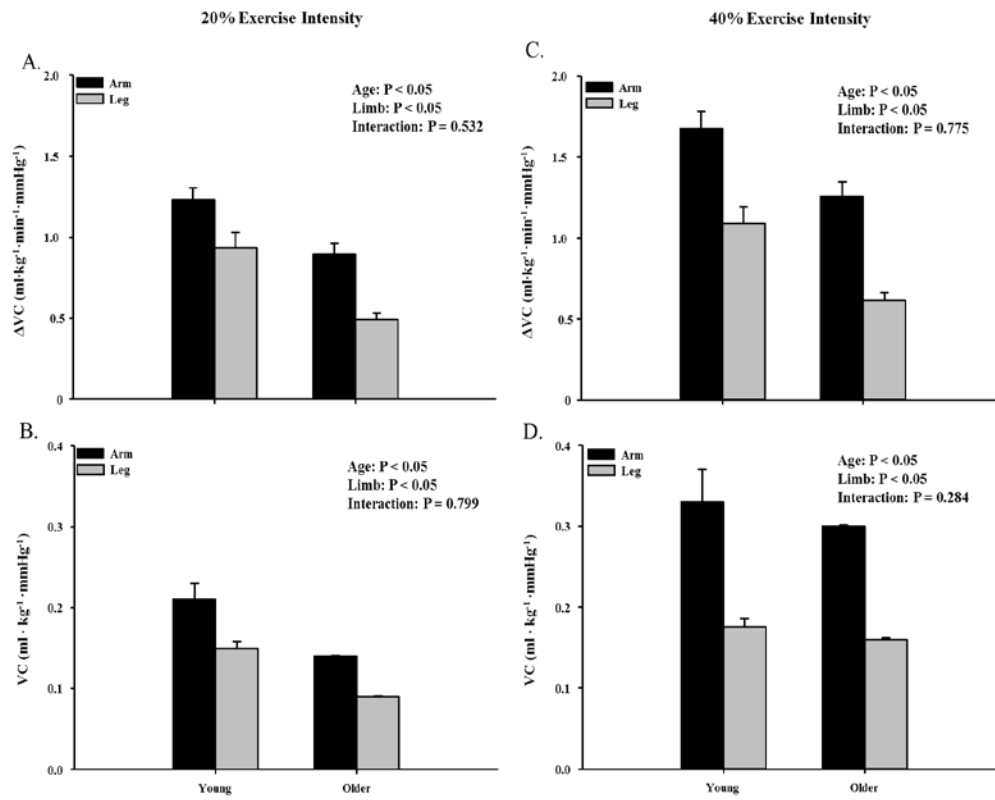 20% Exercise Intensity
40% Exercise Intensity
A.
Arm
Leg
Age: P < 0.05
Limb: P < 0.05
Interaction: P = 0.532
2.0
1.5
1.0
0.5
0
ΔVC (ml·kg⁻¹·min⁻¹·mmHg⁻¹)
C.
Arm
Leg
Age: P < 0.05
Limb: P < 0.05
Interaction: P = 0.775
2.0
1.5
1.0
0.5
0
ΔVC (ml·kg⁻¹·min⁻¹·mmHg⁻¹)
B.
Arm
Leg
Age: P < 0.05
Limb: P < 0.05
Interaction: P = 0.799
0.4
0.3
0.2
0.1
0.0
VC (ml · kg⁻¹ ·mmHg⁻¹)
Young
Older
D.
Arm
Leg
Age: P < 0.05
Limb: P < 0.05
Interaction: P = 0.284
0.4
0.3
0.2
0.1
0.0
VC (ml · kg⁻¹ ·mmHg⁻¹)
Young
Older